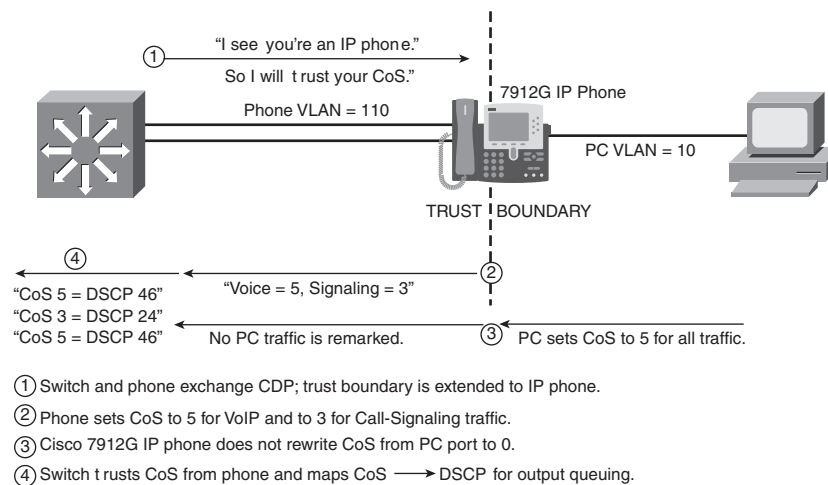 ① "I see you're an IP phone."
So I will trust your CoS."
7912G IP Phone
Phone VLAN = 110
PC VLAN = 10
TRUST BOUNDARY
④
②
"Voice = 5, Signaling = 3"
"CoS 5 = DSCP 46"
"CoS 3 = DSCP 24"
"CoS 5 = DSCP 46"
No PC traffic is remarked.
③
PC sets CoS to 5 for all traffic.
① Switch and phone exchange CDP; trust boundary is extended to IP phone.
② Phone sets CoS to 5 for VoIP and to 3 for Call-Signaling traffic.
③ Cisco 7912G IP phone does not rewrite CoS from PC port to 0.
④ Switch trusts CoS from phone and maps CoS → DSCP for output queuing.